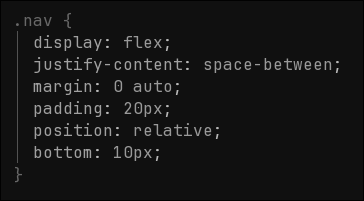 .nav {
  display: flex;
  justify-content: space-between;
  margin: 0 auto;
  padding: 20px;
  position: relative;
  bottom: 10px;
}